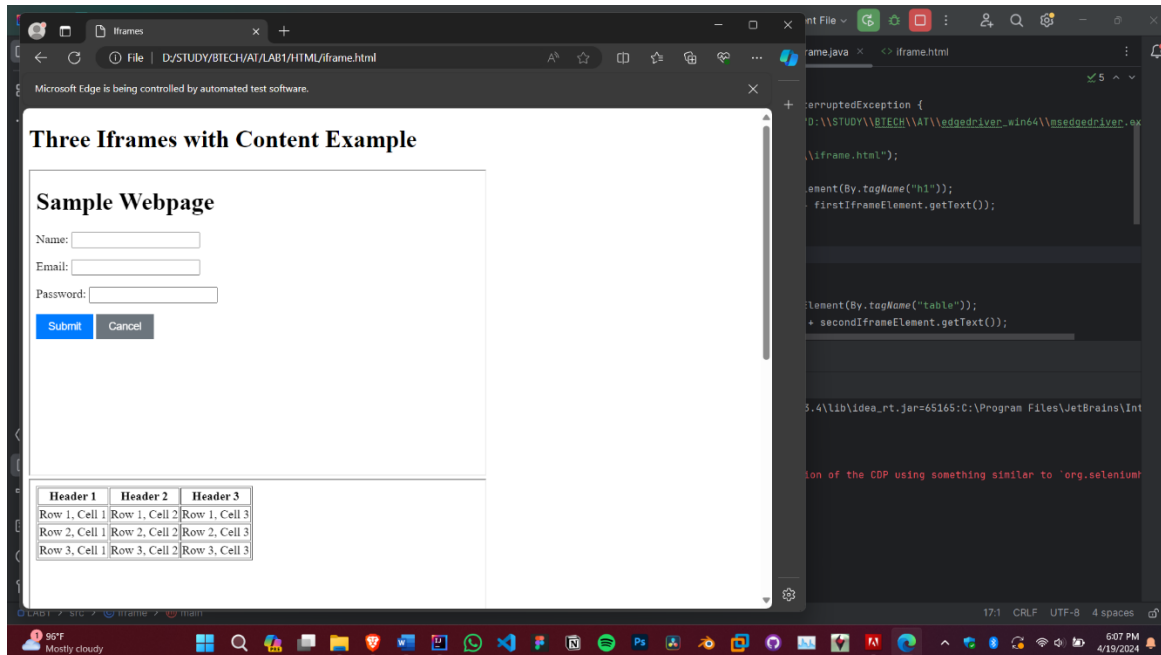 Iframes
File | D:/STUDY/BTECH/AT/LAB1/HTML/iframe.html
Microsoft Edge is being controlled by automated test software.
Three Iframes with Content Example
Sample Webpage
Name:
Email:
Password:
Submit Cancel
Header 1 Header 2 Header 3
Row 1, Cell 1 Row 1, Cell 2 Row 1, Cell 3
Row 2, Cell 1 Row 2, Cell 2 Row 2, Cell 3
Row 3, Cell 1 Row 3, Cell 2 Row 3, Cell 3
nt File
rame.java iframe.html
5
erruptedException {
D:\\STUDY\\BTECH\\AT\\edgedriver_win64\\msedgedriver.ex
\\iframe.html");
ement(By.tagName("h1"));
firstIframeElement.getText());
lement(By.tagName("table"));
+ secondIframeElement.getText());
3.4\lib\idea_rt.jar=65165:C:\Program Files\JetBrains\Int
ion of the CDP using something similar to `org.seleniumh
LAB1 > src > iframe > main
17:1 CRLF UTF-8 4 spaces
1 96°F
Mostly cloudy
6:07 PM
4/19/2024